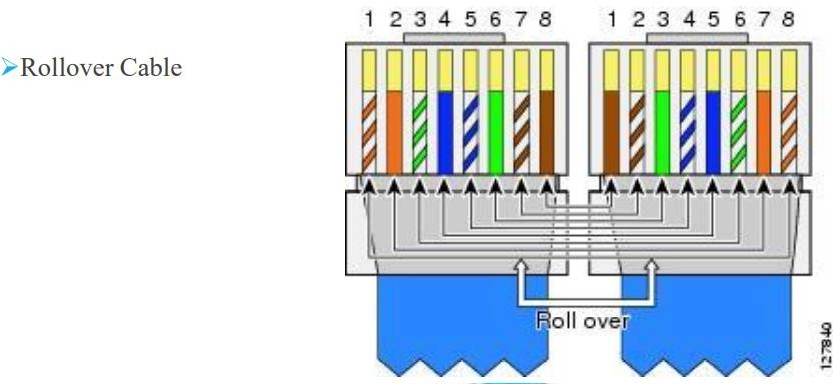 1 2 3 4 5 6 7 8 1 2 3 4 5 6 7 8
➢Rollover Cable
Roll over
127840